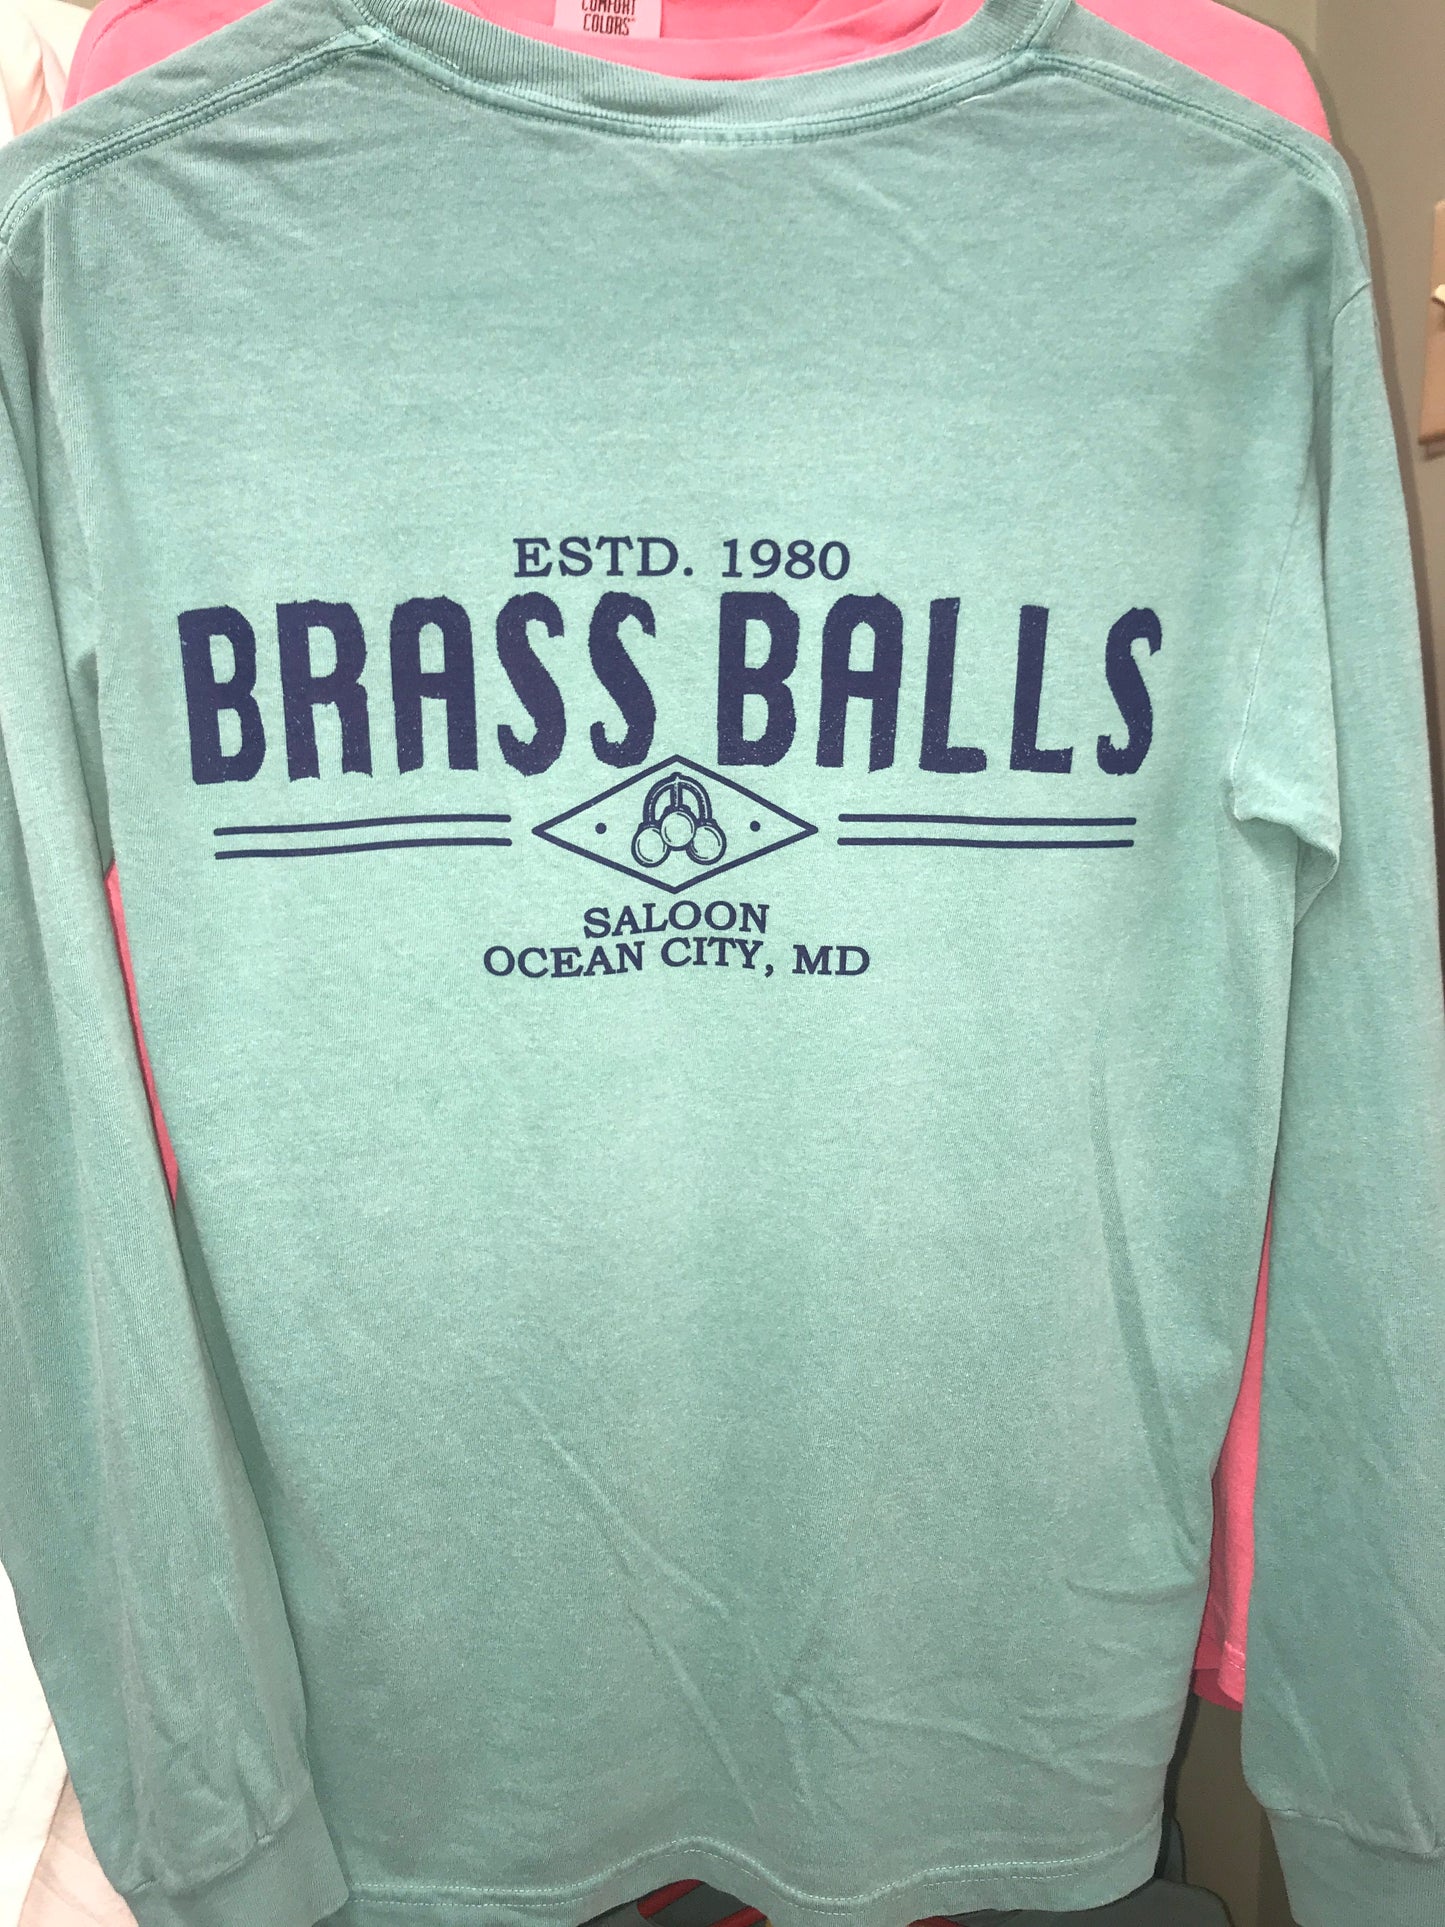 COMFORT
COLORS
ESTD. 1980
BRASS BALLS
SALOON
OCEAN CITY, MD